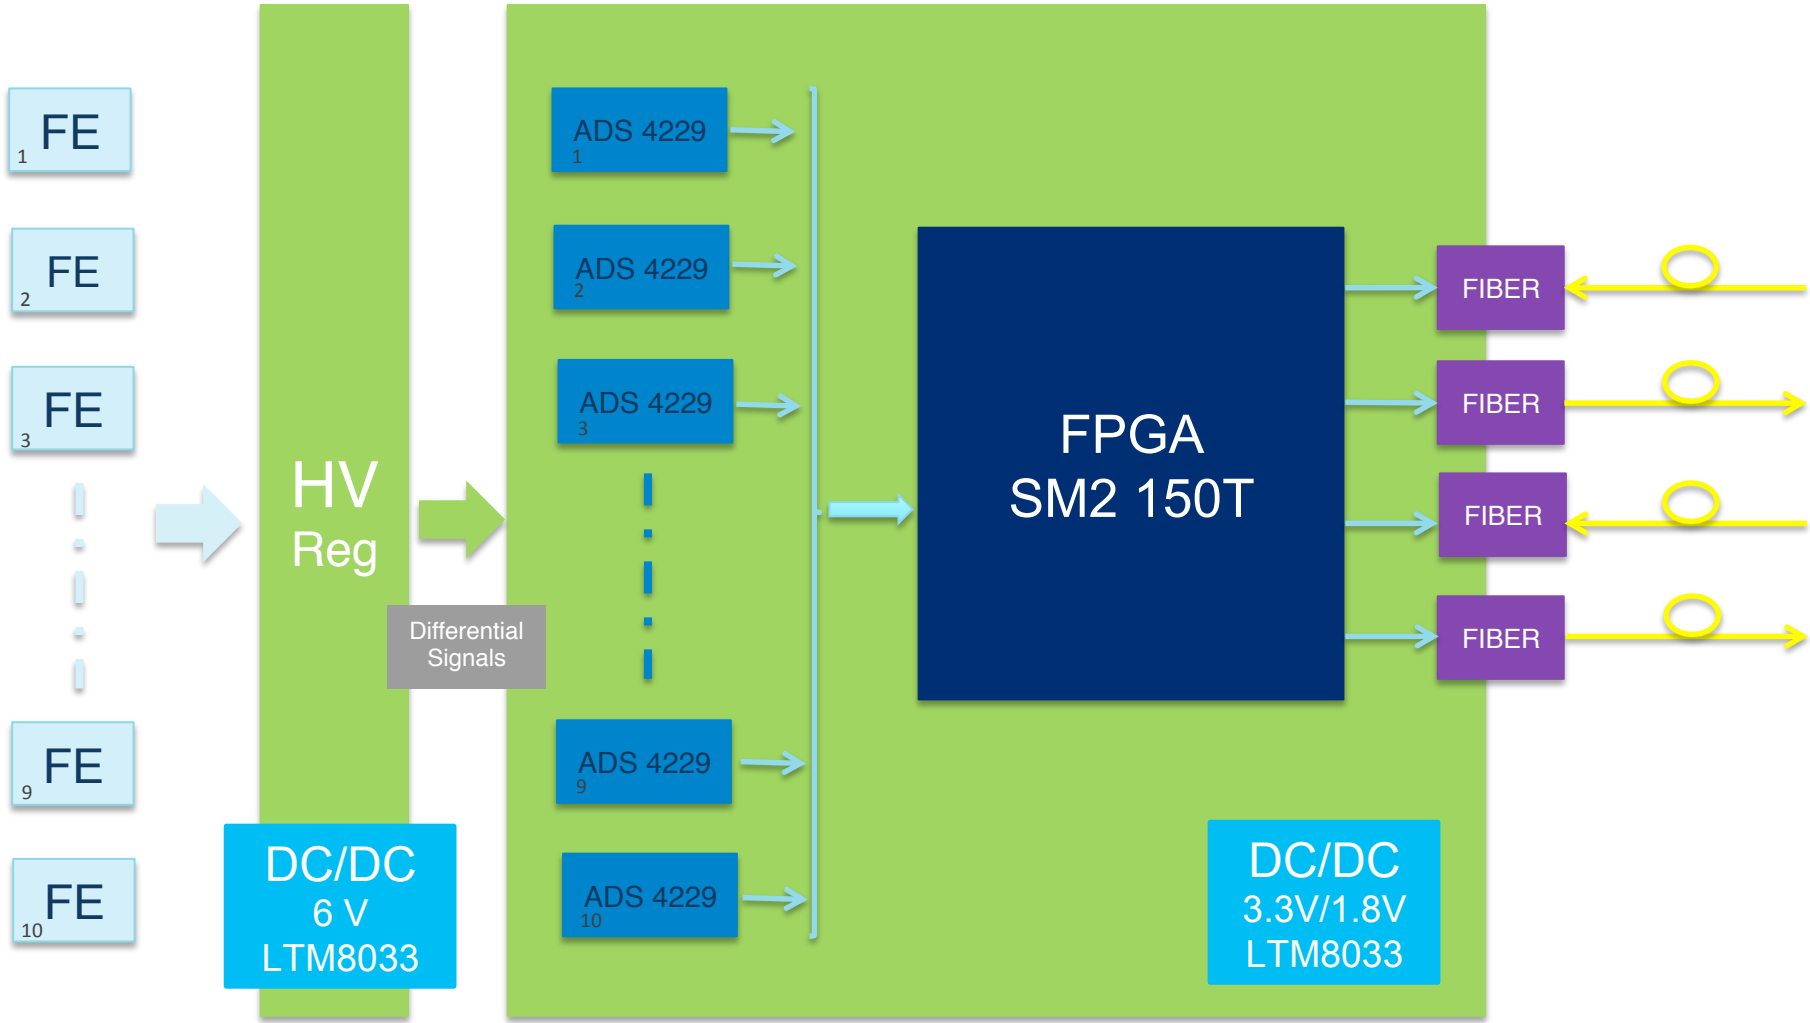 FE
1
FE
2
FE
3
FE
9
FE
10
HV
Reg
DC/DC
6 V
LTM8033
Differential
Signals
ADS 4229
1
ADS 4229
2
ADS 4229
3
ADS 4229
9
ADS 4229
10
FPGA
SM2 150T
FIBER
FIBER
FIBER
FIBER
DC/DC
3.3V/1.8V
LTM8033